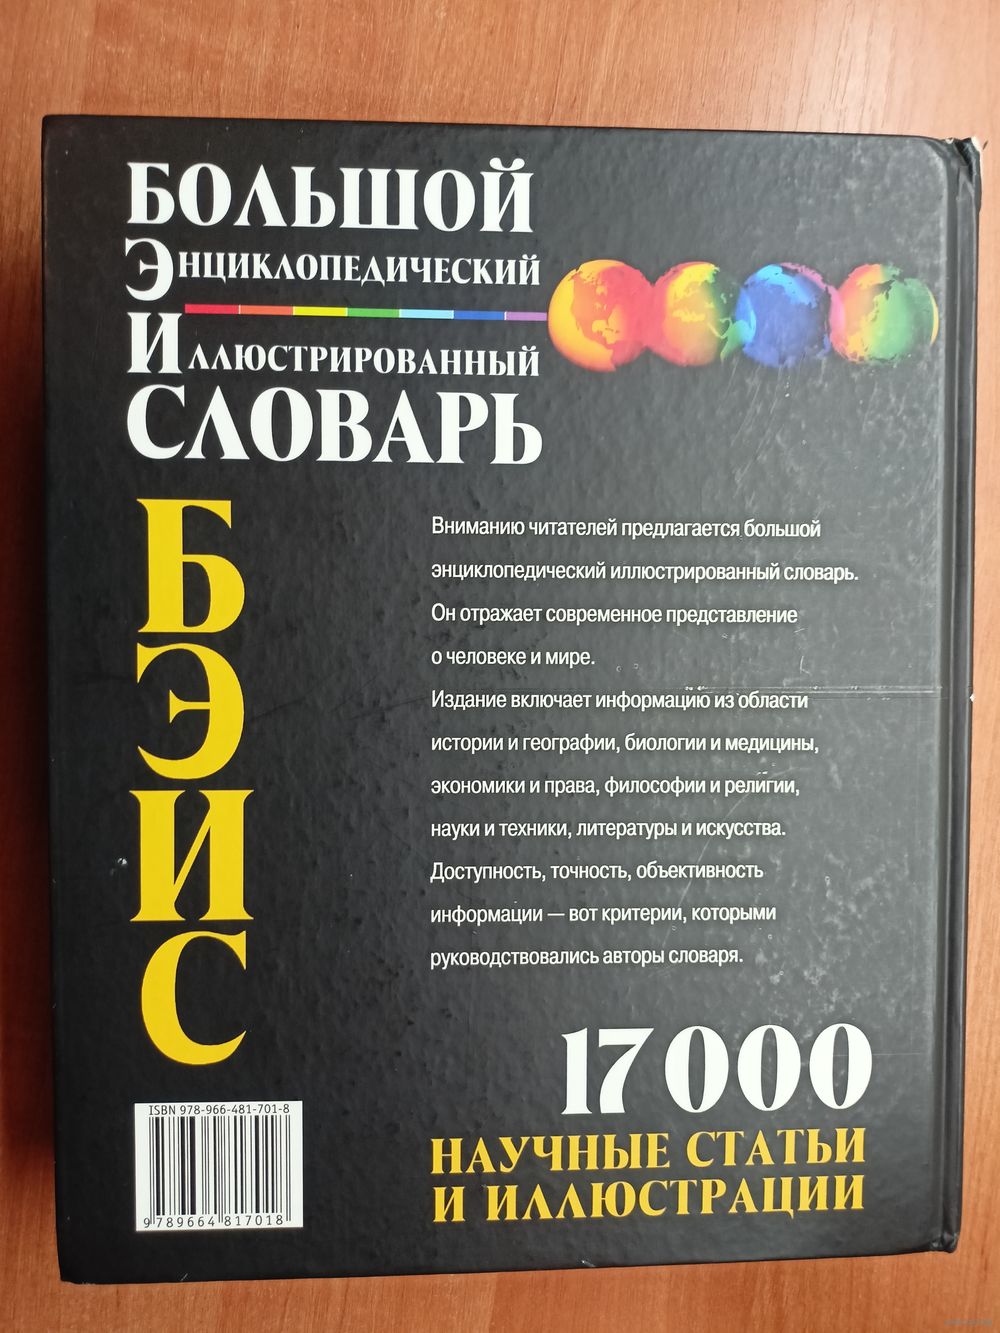 БОЛЬШОЙ
ЭНЦИКЛОПЕДИЧЕСКИЙ
ИЛЛЮСТРИРОВАННЫЙ
СЛОВАРЬ
БЭИС
Вниманию читателей предлагается большой
энциклопедический иллюстрированный словарь.
Он отражает современное представление
о человеке и мире.
Издание включает информацию из области
истории и географии, биологии и медицины,
экономики и права, философии и религии,
науки и техники, литературы и искусства.
Доступность, точность, объективность
информации — вот критерии, которыми
руководствовались авторы словаря.
17 000
НАУЧНЫЕ СТАТЬИ
И ИЛЛЮСТРАЦИИ
ISBN 978-966-481-701-8
9 789664 817018